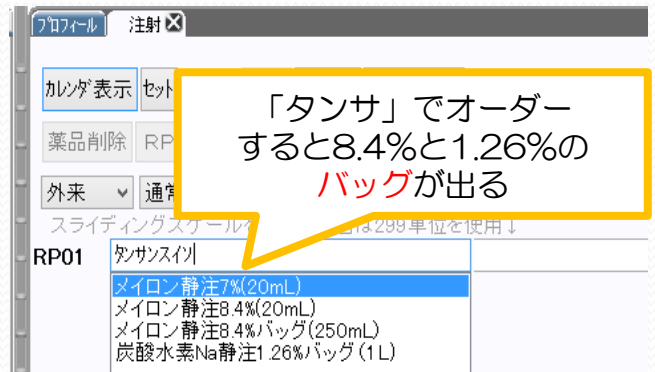 プロフィール 注射
カレンダ表示 セット
「タンサ」でオーダー
すると8.4%と1.26%の
バッグが出る
薬品削除 RP
外来 通常
スライディングスケールを は299単位を使用↓
RP01 タンサンスイソ
メイロン静注7%(20mL)
メイロン静注8.4%(20mL)
メイロン静注8.4%バッグ(250mL)
炭酸水素Na静注1.26%バッグ(1L)